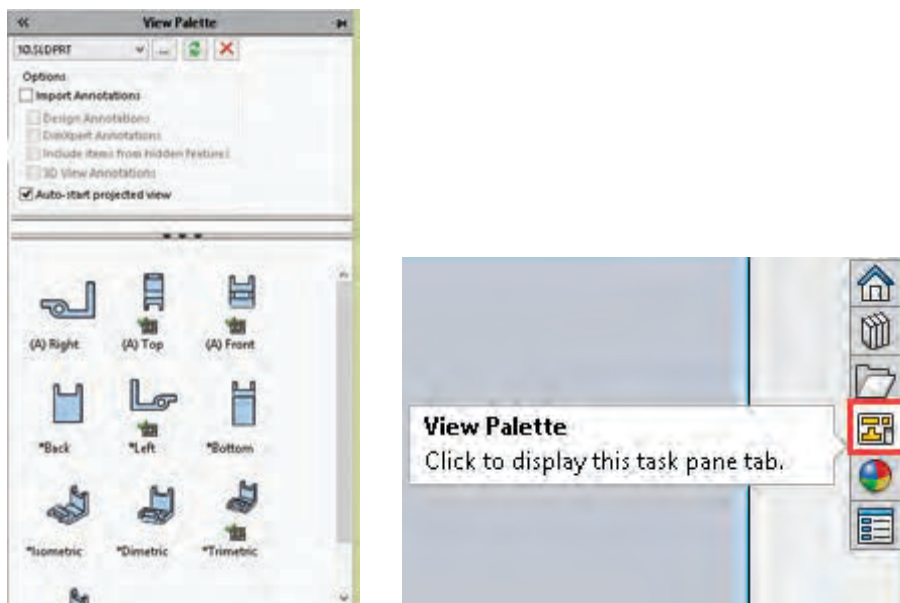 View Palette
10.SLDPRT
...
Options
Import Annotations
Design Annotations
DimXpert Annotations
Include items from hidden features
3D View Annotations
Auto-start projected view
(A) Right (A) Top (A) Front
*Back *Left *Bottom
*Isometric *Dimetric *Trimetric
View Palette
Click to display this task pane tab.